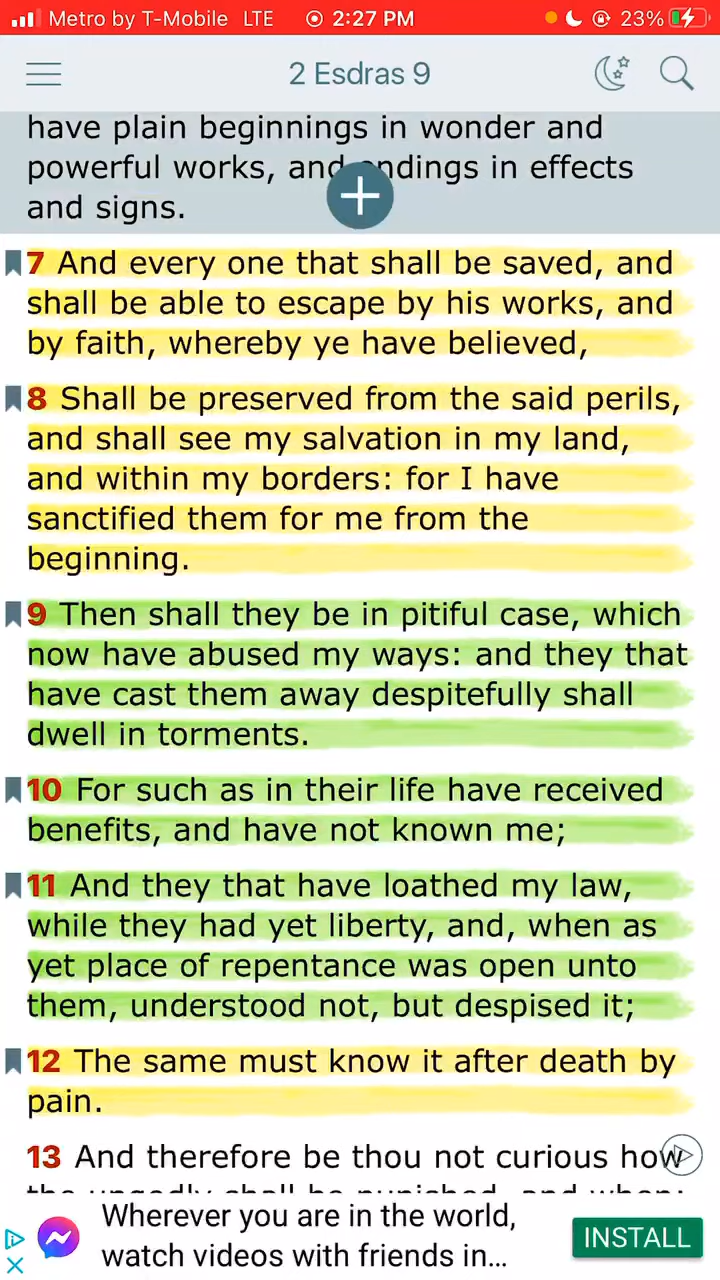 Metro by T-Mobile LTE 2:27 PM 23%
2 Esdras 9
have plain beginnings in wonder and
powerful works, and endings in effects
and signs.
7 And every one that shall be saved, and
shall be able to escape by his works, and
by faith, whereby ye have believed,
8 Shall be preserved from the said perils,
and shall see my salvation in my land,
and within my borders: for I have
sanctified them for me from the
beginning.
9 Then shall they be in pitiful case, which
now have abused my ways: and they that
have cast them away despitefully shall
dwell in torments.
10 For such as in their life have received
benefits, and have not known me;
11 And they that have loathed my law,
while they had yet liberty, and, when as
yet place of repentance was open unto
them, understood not, but despised it;
12 The same must know it after death by
pain.
13 And therefore be thou not curious how
the ungodly shall be punished, and when:
Wherever you are in the world,
watch videos with friends in...
INSTALL